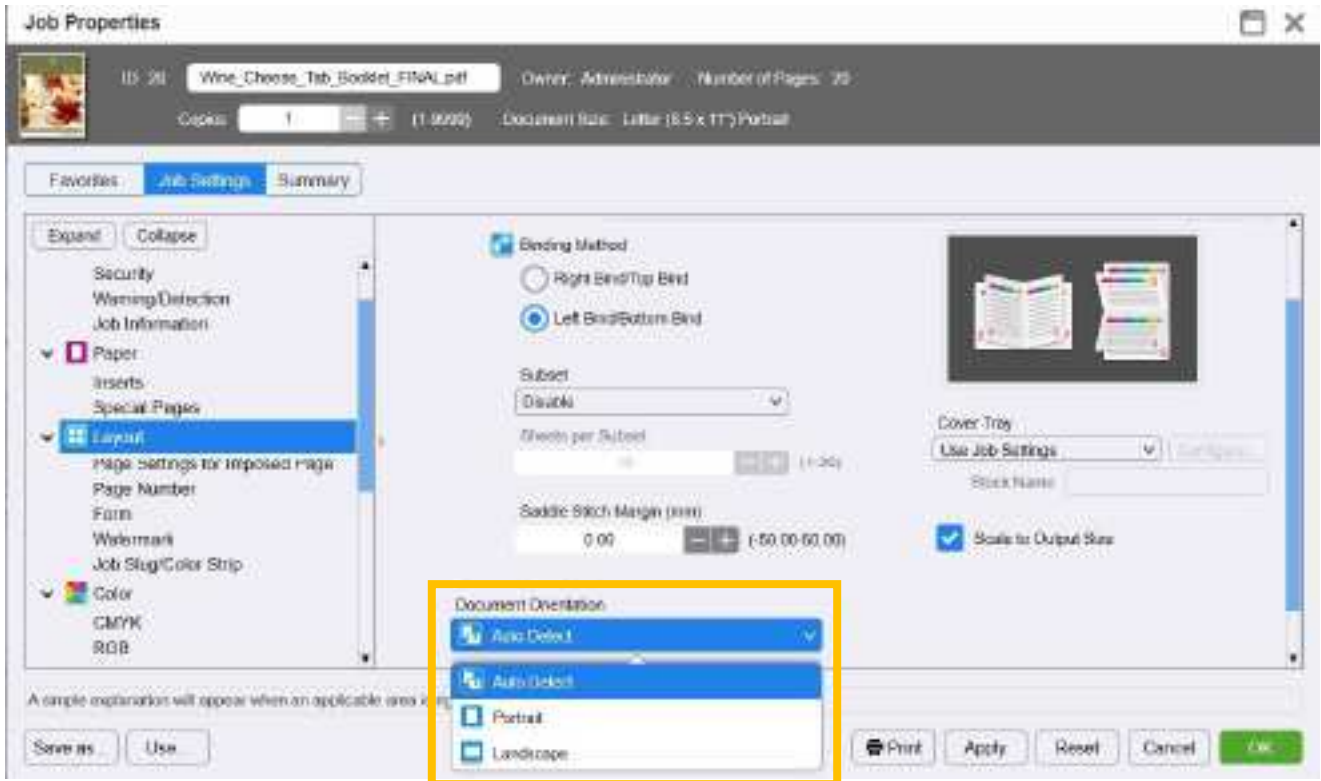 Job Properties
ID: 26 Wine_Cheese_Tab_Booklet_FINAL.pdf Owner: Administrator Number of Pages: 20
Copies 1 (1-9999) Document Size: Letter (8.5 x 11") Portrait
Favorites Job Settings Summary
Expand Collapse
Security
Warning/Detection
Job Information
Paper
Inserts
Special Pages
Layout
Page Settings for Imposed Page
Page Number
Form
Watermark
Job Slug/Color Strip
Color
CMYK
RGB
Binding Method
Right Bind/Top Bind
Left Bind/Bottom Bind
Subset
Disable
Sheets per Subset
Saddle Stitch Margin (mm)
0.00 (-50.00-50.00)
Document Orientation
Auto Detect
Auto Detect
Portrait
Landscape
Cover Tray
Use Job Settings
Stock Name
Scale to Output Size
A simple explanation will appear when an applicable area is
Save as... Use...
Print Apply Reset Cancel OK